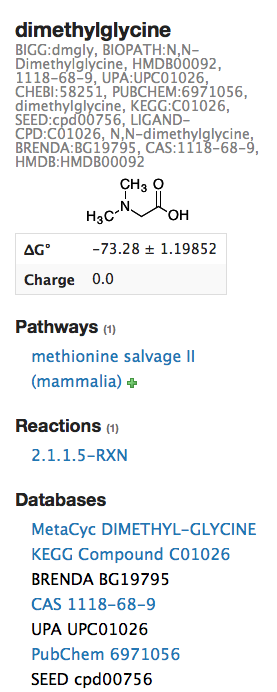 dimethylglycine
BIGG:dmgly, BIOPATH:N,N-
Dimethylglycine, HMDB00092,
1118-68-9, UPA:UPC01026,
CHEBI:58251, PUBCHEM:6971056,
dimethylglycine, KEGG:C01026,
SEED:cpd00756, LIGAND-
CPD:C01026, N,N-dimethylglycine,
BRENDA:BG19795, CAS:1118-68-9,
HMDB:HMDB00092
CH₃ O
H₃C N OH
ΔG° -73.28 ± 1.19852
Charge 0.0
Pathways (1)
methionine salvage II
(mammalia)
Reactions (1)
2.1.1.5-RXN
Databases
MetaCyc DIMETHYL-GLYCINE
KEGG Compound C01026
BRENDA BG19795
CAS 1118-68-9
UPA UPC01026
PubChem 6971056
SEED cpd00756